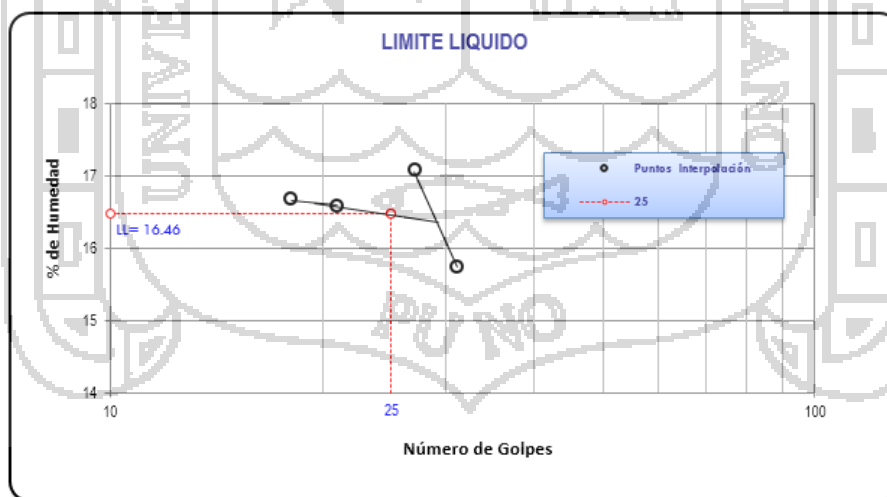 LIMITE LIQUIDO
% de Humedad
18
17
16
15
14
LL= 16.46
Puntos Interpolación
25
10
25
100
Número de Golpes
PUNO